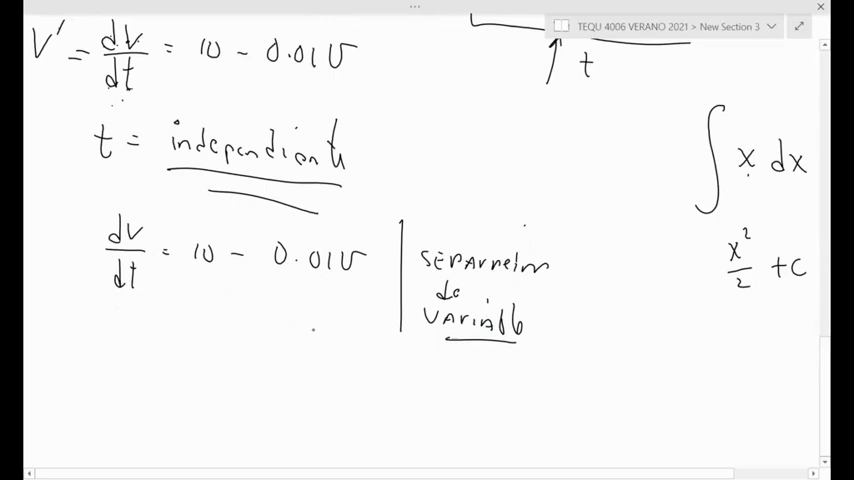 TEQU 4006 VERANO 2021 > New Section 3
V' = dv/dt = 10 - 0.01V
t
t = independiente
∫ x dx
dv/dt = 10 - 0.01V
separación
de
variable
x²/2 + C